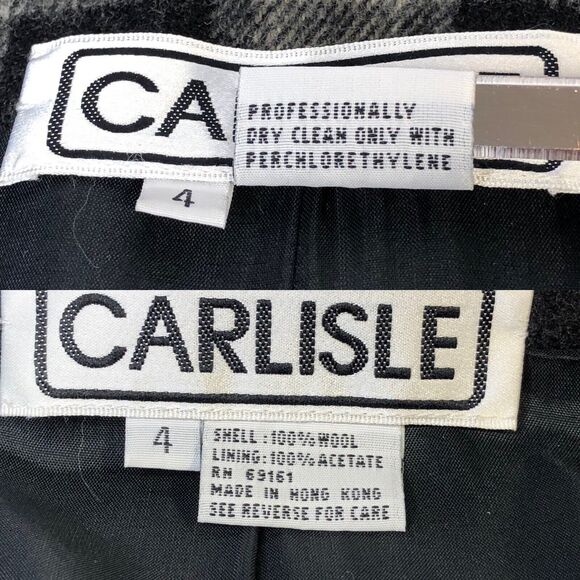 CA E
PROFESSIONALLY
DRY CLEAN ONLY WITH
PERCHLORETHYLENE
4
CARLISLE
4
SHELL : 100% WOOL
LINING: 100% ACETATE
RN 69161
MADE IN HONG KONG
SEE REVERSE FOR CARE